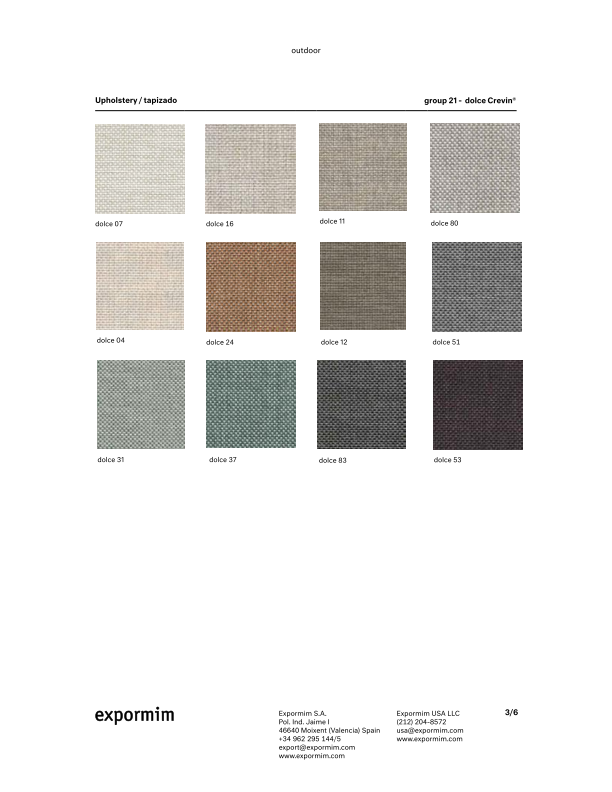 outdoor
Upholstery / tapizado
group 21 - dolce Crevin®
dolce 07
dolce 16
dolce 11
dolce 80
dolce 04
dolce 24
dolce 12
dolce 51
dolce 31
dolce 37
dolce 83
dolce 53
expormim
Expormim S.A.
Pol. Ind. Jaime I
46640 Moixent (Valencia) Spain
+34 962 295 144/5
export@expormim.com
www.expormim.com
Expormim USA LLC
(212) 204-8572
usa@expormim.com
www.expormim.com
3/6